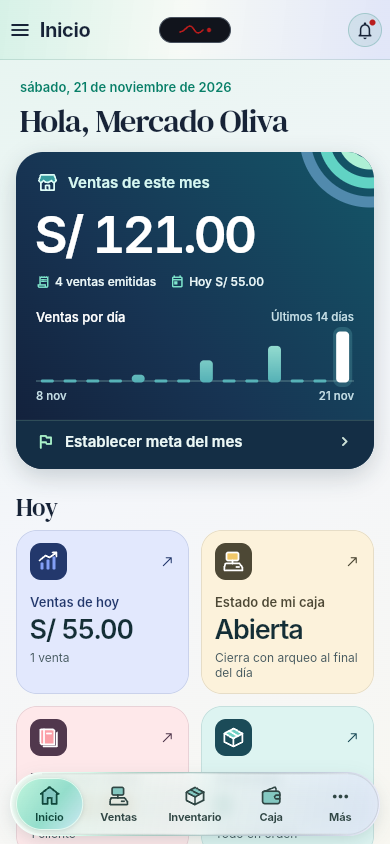 Inicio
sábado, 21 de noviembre de 2026
Hola, Mercado Oliva
Ventas de este mes
S/ 121.00
4 ventas emitidas
Hoy S/ 55.00
Ventas por día
Últimos 14 días
8 nov
21 nov
Establecer meta del mes
Hoy
Ventas de hoy
S/ 55.00
1 venta
Estado de mi caja
Abierta
Cierra con arqueo al final
del día
Inicio
Ventas
Inventario
Caja
Más